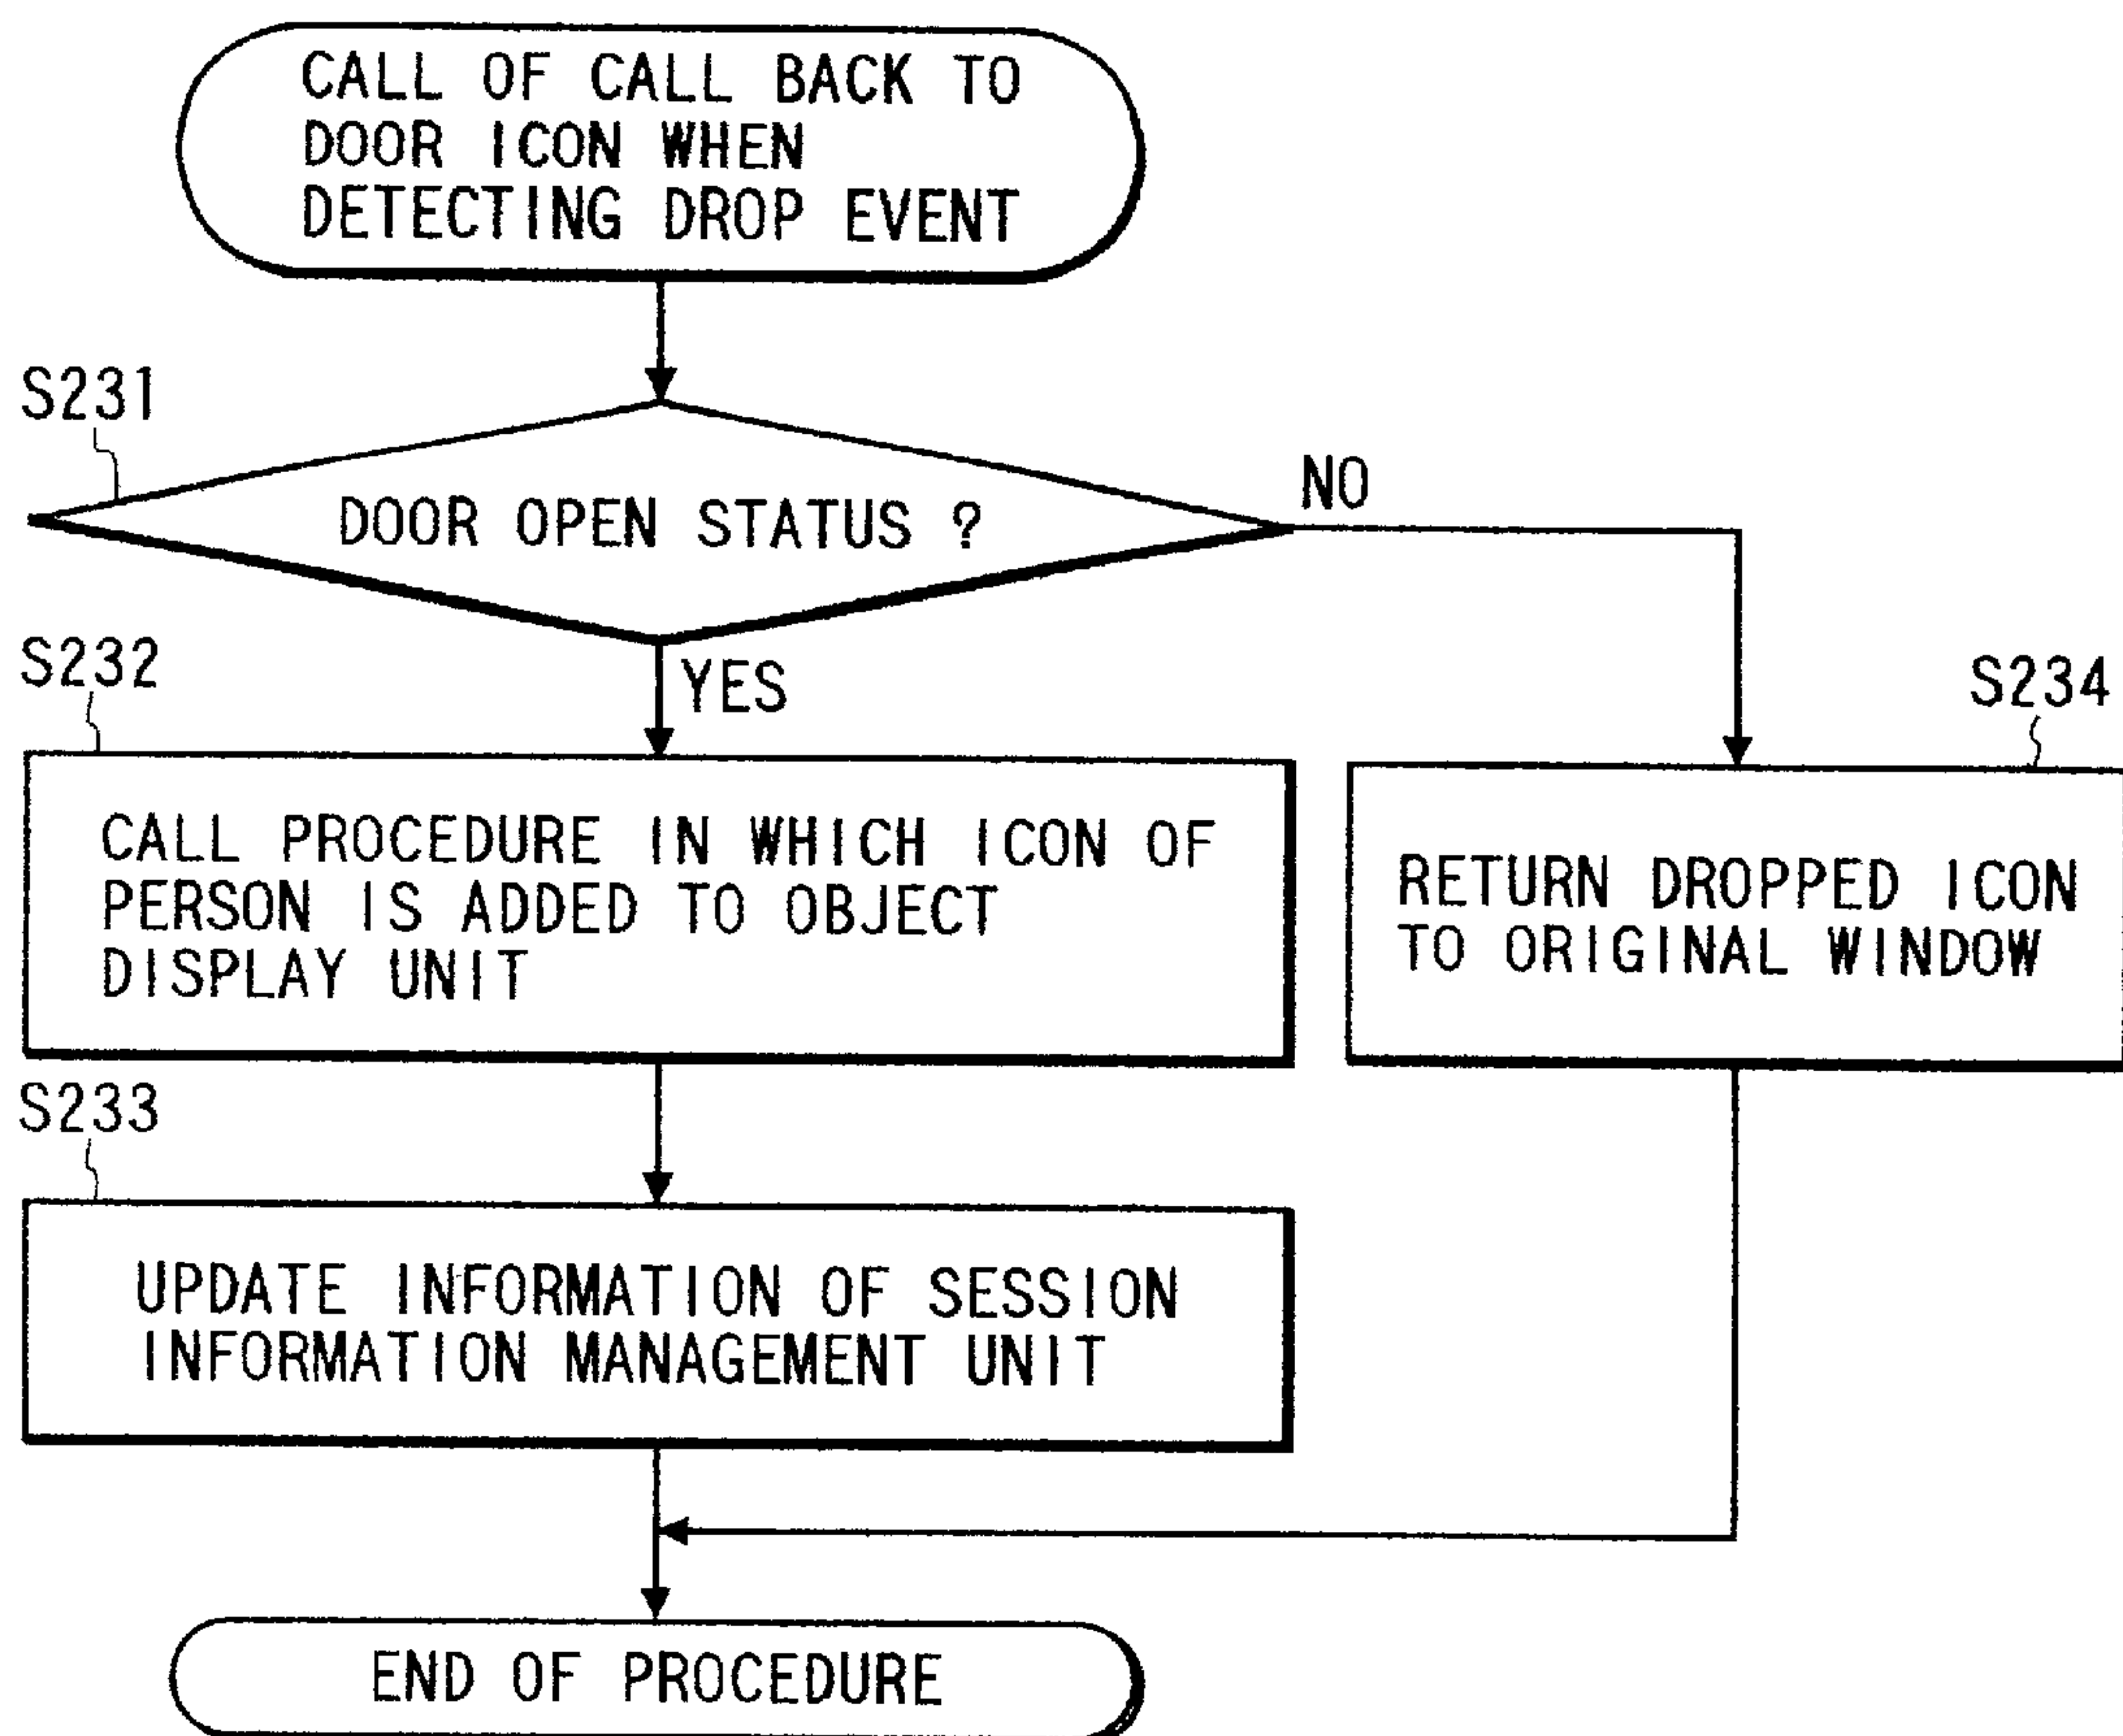 CALL OF CALL BACK TO
DOOR ICON WHEN
DETECTING DROP EVENT
S231
DOOR OPEN STATUS ?
NO
YES
S232
CALL PROCEDURE IN WHICH ICON OF
PERSON IS ADDED TO OBJECT
DISPLAY UNIT
S234
RETURN DROPPED ICON
TO ORIGINAL WINDOW
S233
UPDATE INFORMATION OF SESSION
INFORMATION MANAGEMENT UNIT
END OF PROCEDURE